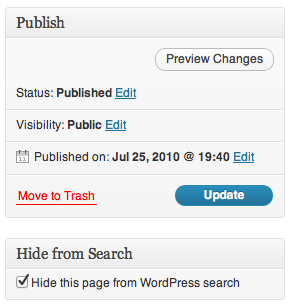 Publish
Preview Changes
Status: Published Edit
Visibility: Public Edit
11 Published on: Jul 25, 2010 @ 19:40 Edit
Move to Trash Update
Hide from Search
Hide this page from WordPress search